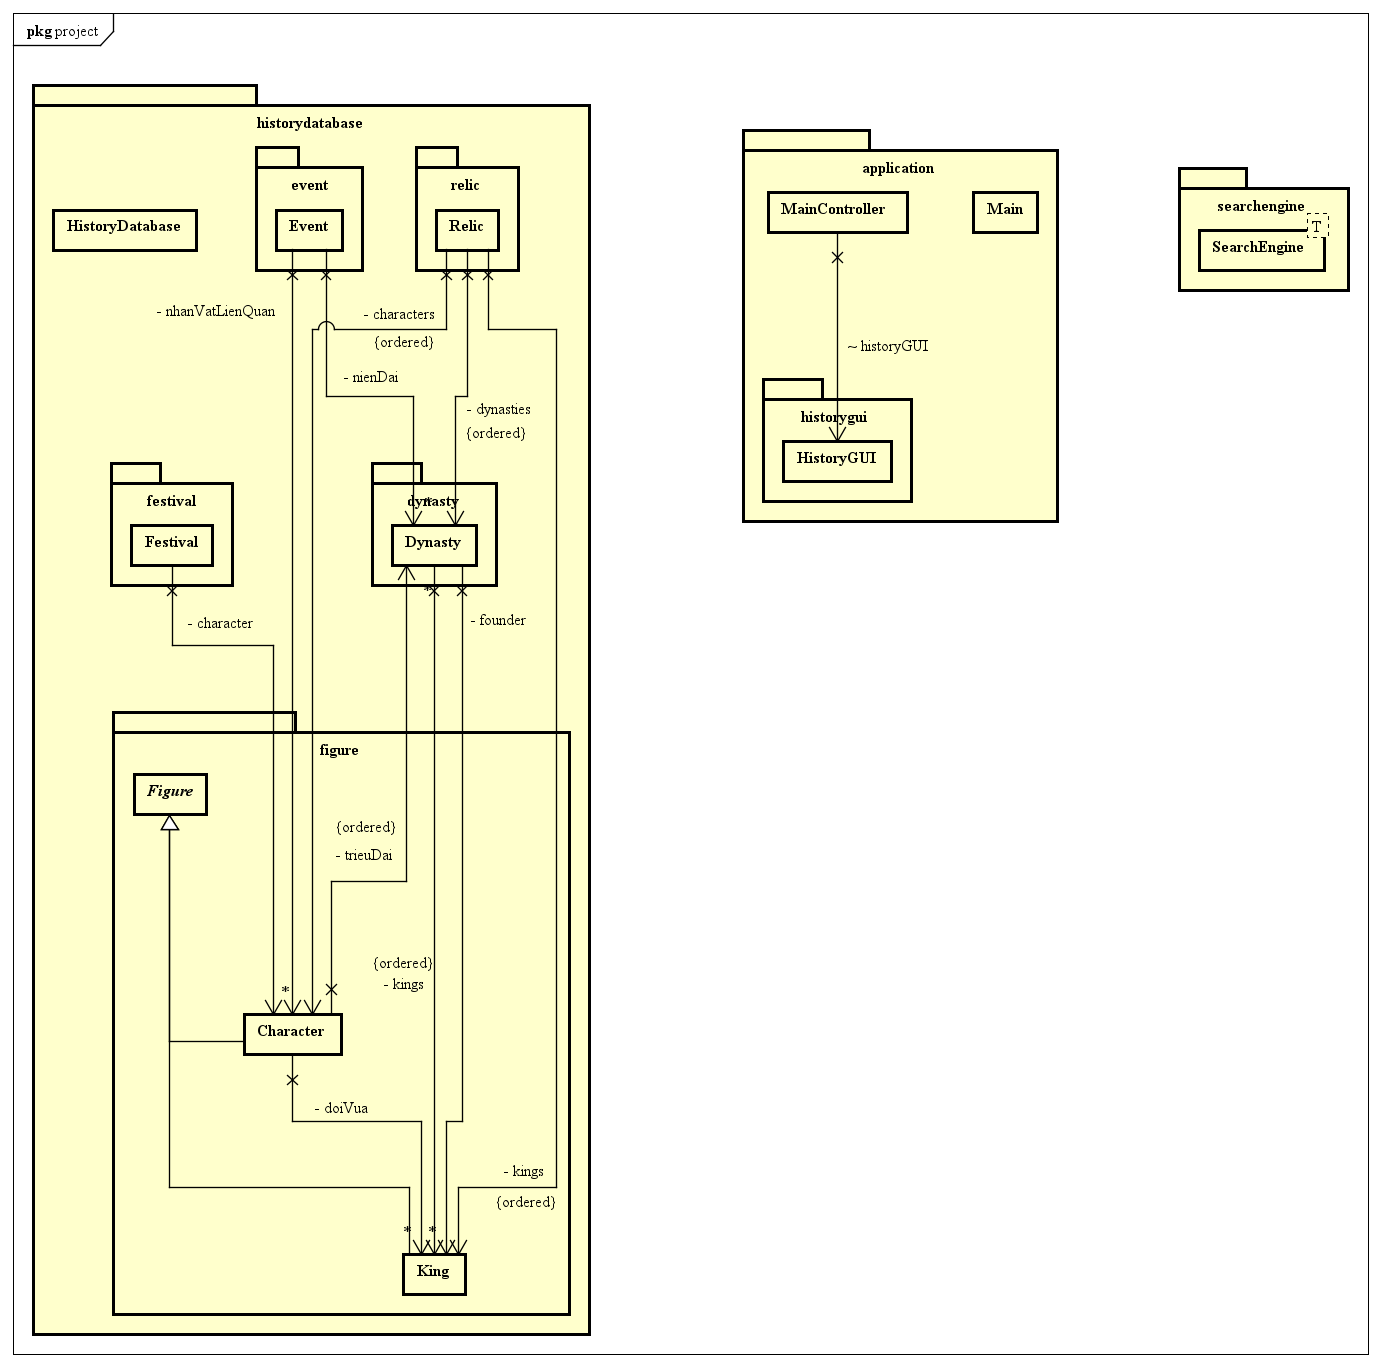 pkg project
historydatabase
event
relic
application
HistoryDatabase
Event
Relic
MainController
Main
searchengine
T
SearchEngine
- nhanVatLienQuan
- characters
{ordered}
- nienDai
- dynasties
{ordered}
~ historyGUI
historygui
HistoryGUI
festival
dynasty
*
Festival
Dynasty
*
- character
- founder
figure
Figure
{ordered}
- trieuDai
{ordered}
- kings
*
Character
- doiVua
- kings
{ordered}
*
*
King